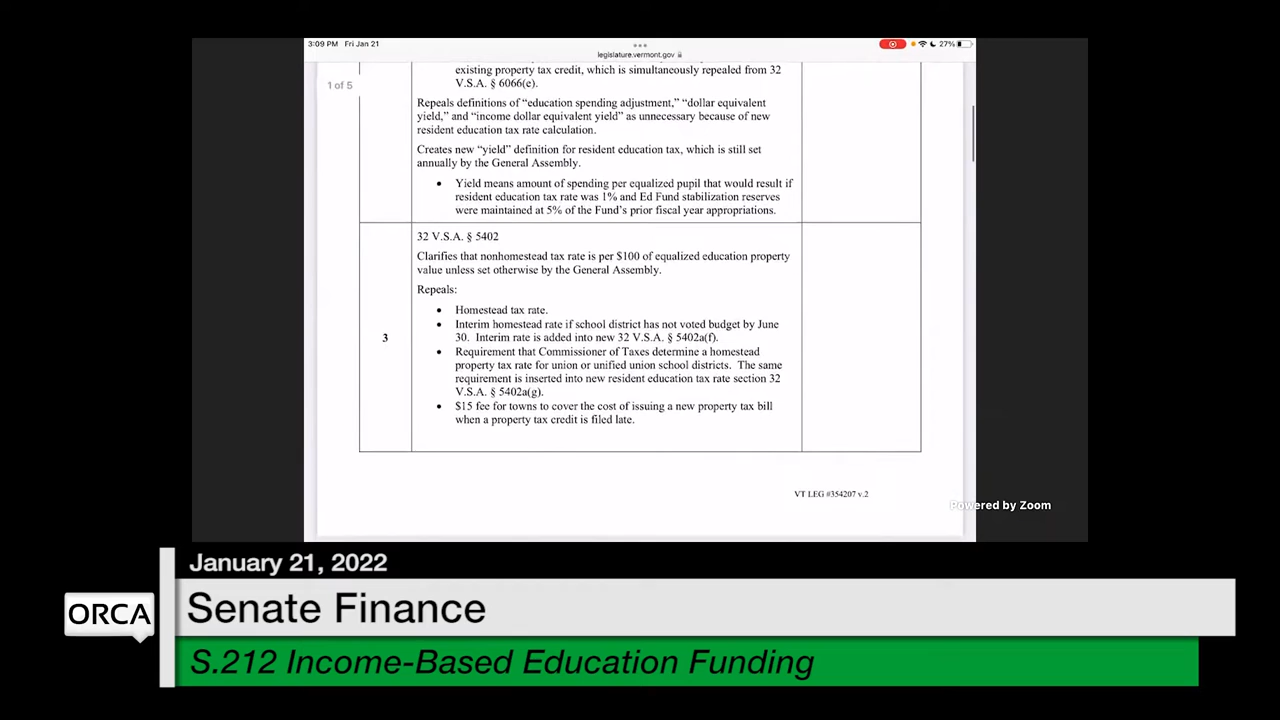 3:09 PM Fri Jan 21
legislature.vermont.gov
27%
1 of 5
existing property tax credit, which is simultaneously repealed from 32
V.S.A. § 6066(e).
Repeals definitions of “education spending adjustment,” “dollar equivalent
yield,” and “income dollar equivalent yield” as unnecessary because of new
resident education tax rate calculation.
Creates new “yield” definition for resident education tax, which is still set
annually by the General Assembly.
• Yield means amount of spending per equalized pupil that would result if
resident education tax rate was 1% and Ed Fund stabilization reserves
were maintained at 5% of the Fund’s prior fiscal year appropriations.
32 V.S.A. § 5402
Clarifies that nonhomestead tax rate is per $100 of equalized education property
value unless set otherwise by the General Assembly.
Repeals:
• Homestead tax rate.
• Interim homestead rate if school district has not voted budget by June
3
30. Interim rate is added into new 32 V.S.A. § 5402a(f).
• Requirement that Commissioner of Taxes determine a homestead
property tax rate for union or unified union school districts. The same
requirement is inserted into new resident education tax rate section 32
V.S.A. § 5402a(g).
• $15 fee for towns to cover the cost of issuing a new property tax bill
when a property tax credit is filed late.
VT LEG #354207 v.2
Powered by Zoom
January 21, 2022
ORCA
Senate Finance
S.212 Income-Based Education Funding